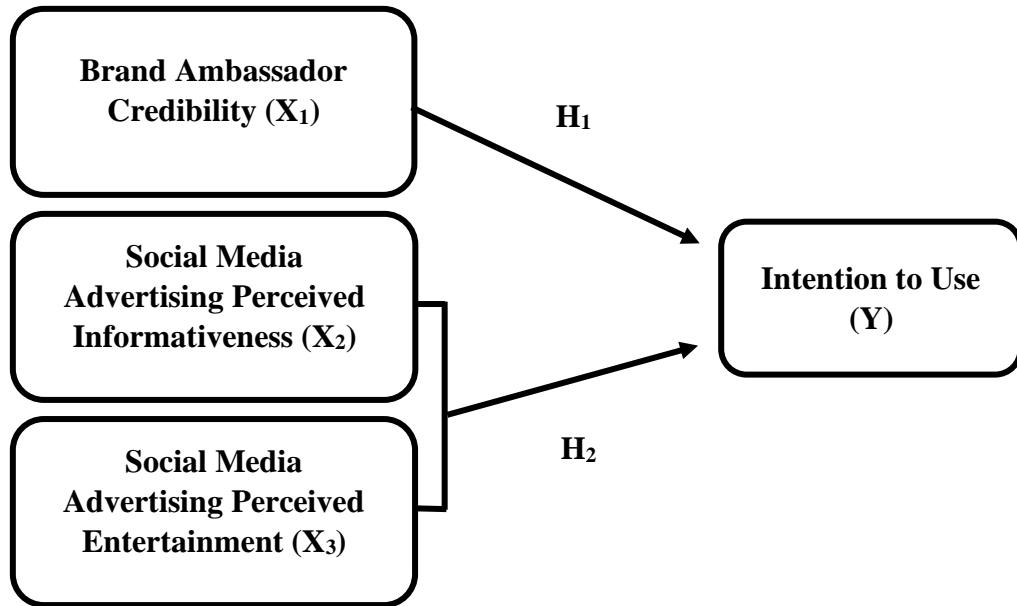 Brand Ambassador
Credibility (X₁)
H₁
Social Media
Advertising Perceived
Informativeness (X₂)
Intention to Use
(Y)
H₂
Social Media
Advertising Perceived
Entertainment (X₃)